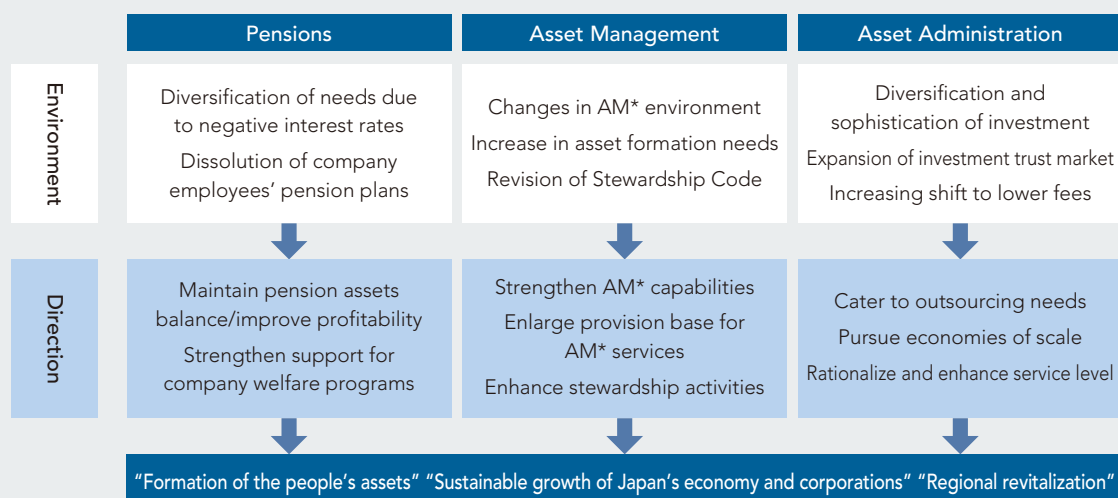 Pensions
Asset Management
Asset Administration
Environment
Diversification of needs due
to negative interest rates
Dissolution of company
employees’ pension plans
Changes in AM* environment
Increase in asset formation needs
Revision of Stewardship Code
Diversification and
sophistication of investment
Expansion of investment trust market
Increasing shift to lower fees
Direction
Maintain pension assets
balance/improve profitability
Strengthen support for
company welfare programs
Strengthen AM* capabilities
Enlarge provision base for
AM* services
Enhance stewardship activities
Cater to outsourcing needs
Pursue economies of scale
Rationalize and enhance service level
“Formation of the people’s assets” “Sustainable growth of Japan’s economy and corporations” “Regional revitalization”